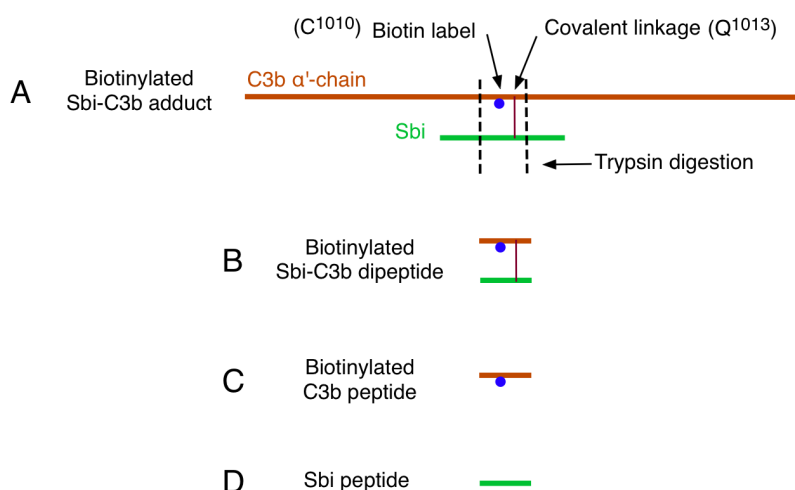 (C1010) Biotin label
Covalent linkage (Q1013)
A
Biotinylated
Sbi-C3b adduct
C3b α'-chain
Sbi
Trypsin digestion
B
Biotinylated
Sbi-C3b dipeptide
C
Biotinylated
C3b peptide
D
Sbi peptide